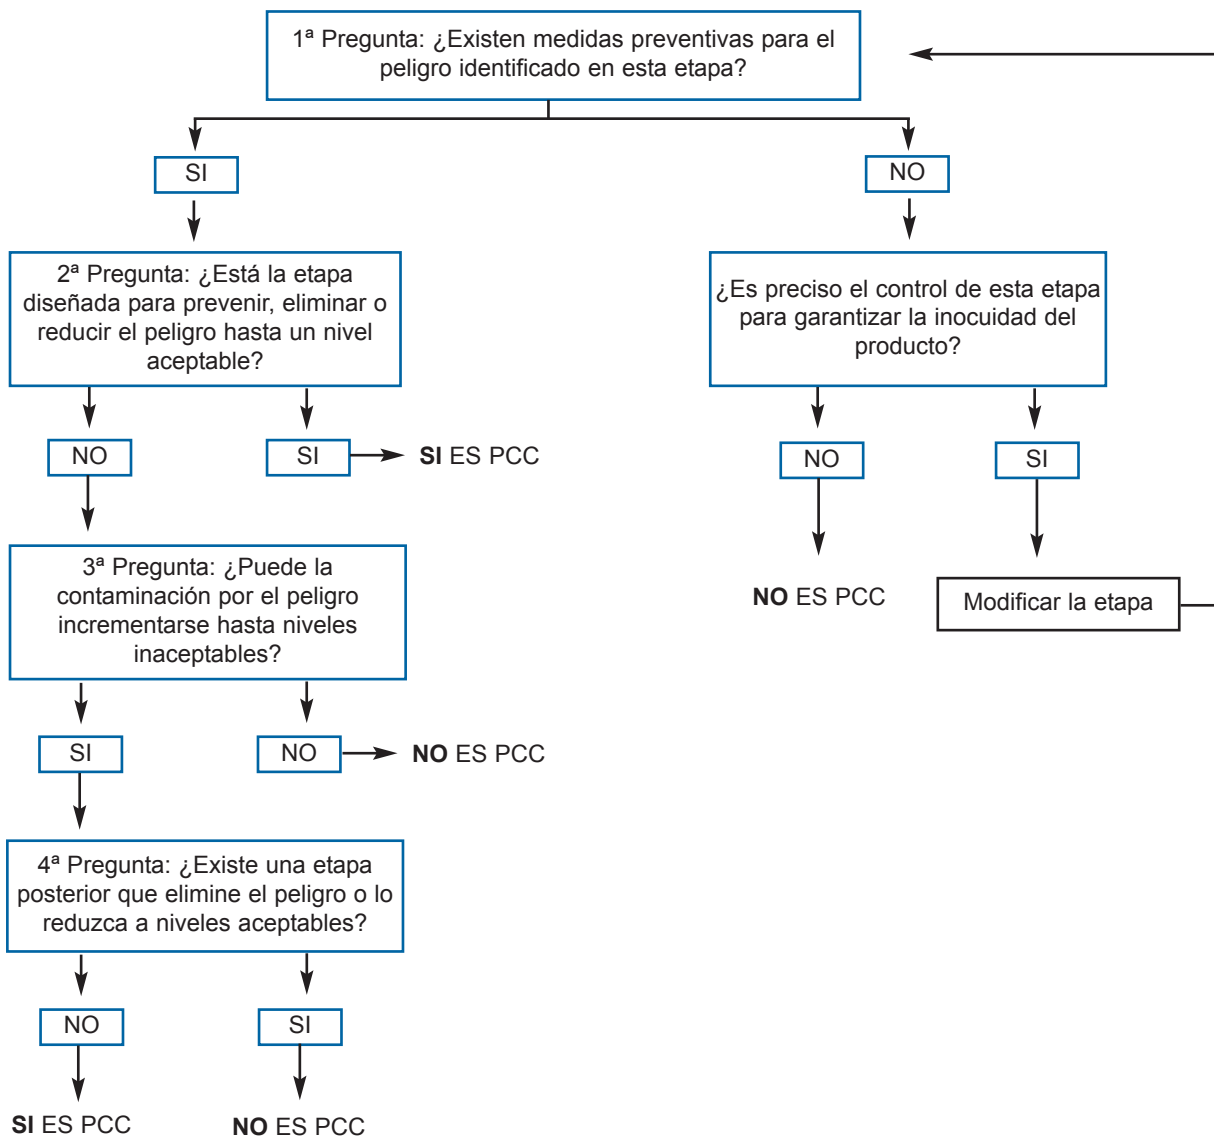 1ª Pregunta: ¿Existen medidas preventivas para el
peligro identificado en esta etapa?
SI
NO
2ª Pregunta: ¿Está la etapa
diseñada para prevenir, eliminar o
reducir el peligro hasta un nivel
aceptable?
¿Es preciso el control de esta etapa
para garantizar la inocuidad del
producto?
NO
SI
SI ES PCC
NO
SI
3ª Pregunta: ¿Puede la
contaminación por el peligro
incrementarse hasta niveles
inaceptables?
NO ES PCC
Modificar la etapa
SI
NO
NO ES PCC
4ª Pregunta: ¿Existe una etapa
posterior que elimine el peligro o lo
reduzca a niveles aceptables?
NO
SI
SI ES PCC
NO ES PCC